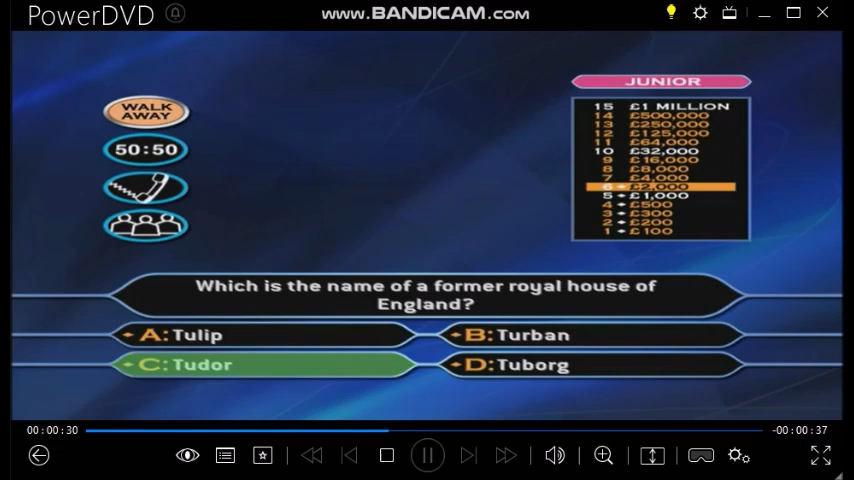 PowerDVD
www.BANDICAM.com
WALK AWAY
50:50
JUNIOR
15 £1 MILLION
14 £500,000
13 £250,000
12 £125,000
11 £64,000
10 £32,000
9 £16,000
8 £8,000
7 £4,000
6 £2,000
5 £1,000
4 £500
3 £300
2 £200
1 £100
Which is the name of a former royal house of
England?
A: Tulip
B: Turban
C: Tudor
D: Tuborg
00:00:30
-00:00:37